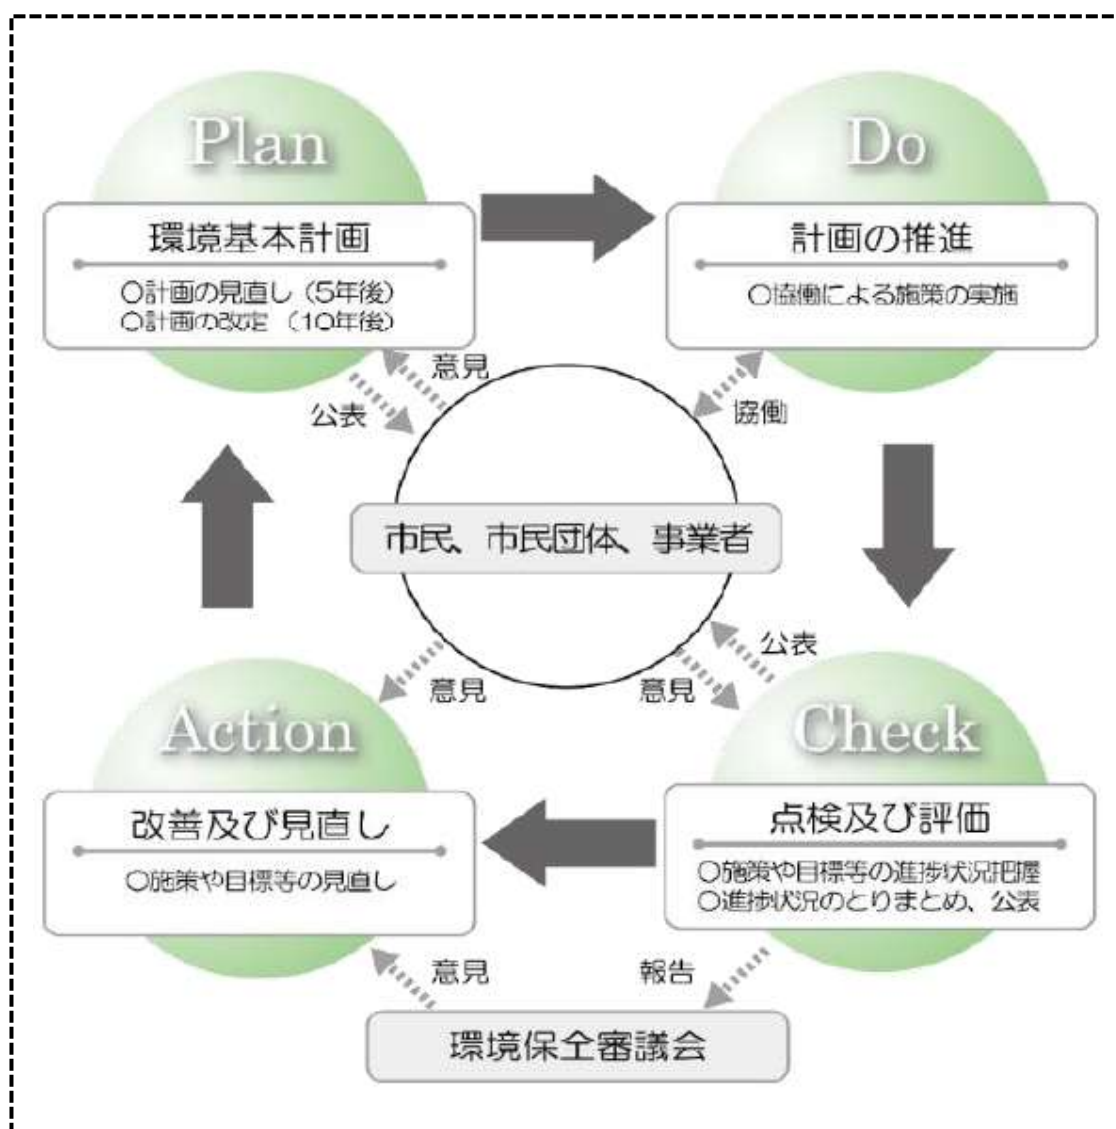 Plan
環境基本計画
〇計画の見直し（5年後）
〇計画の改定 （10年後）
Do
計画の推進
〇協働による施策の実施
意見
公表
協働
市民、市民団体、事業者
公表
意見
意見
Action
改善及び見直し
〇施策や目標等の見直し
Check
点検及び評価
〇施策や目標等の進捗状況把握
〇進捗状況のとりまとめ、公表
意見
報告
環境保全審議会